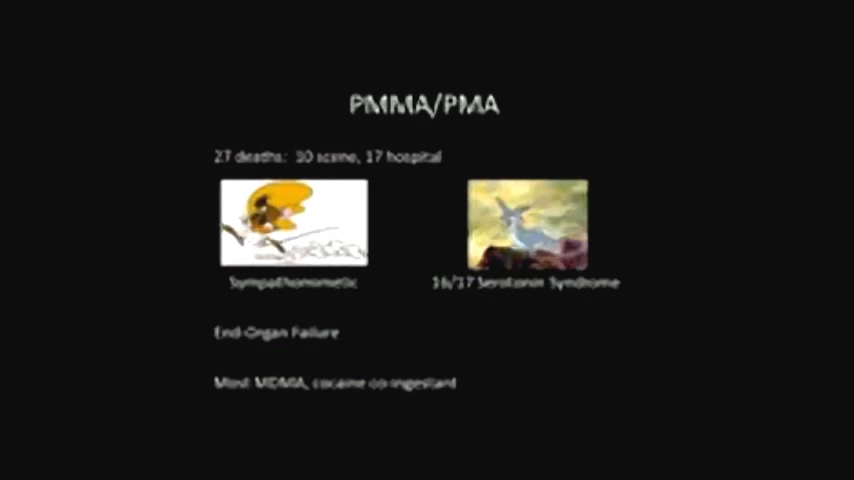 PMMA/PMA
27 deaths: 10 scene, 17 hospital
Sympathomimetic
16/17 Serotonin Syndrome
End-Organ Failure
Most MDMA, cocaine co-ingestant